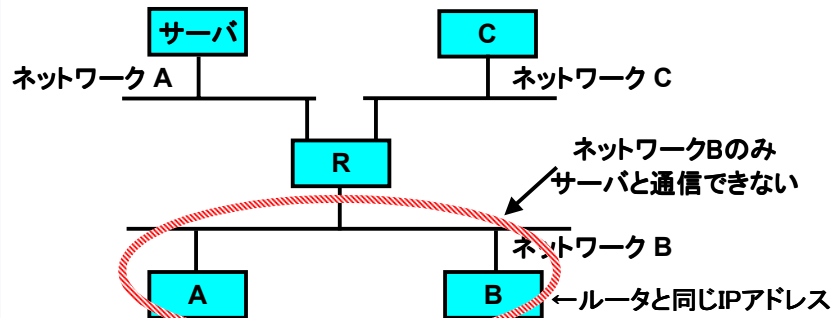 サーバ
C
ネットワーク A
ネットワーク C
R
ネットワークBのみ
サーバと通信できない
ネットワーク B
A
B
←ルータと同じIPアドレス